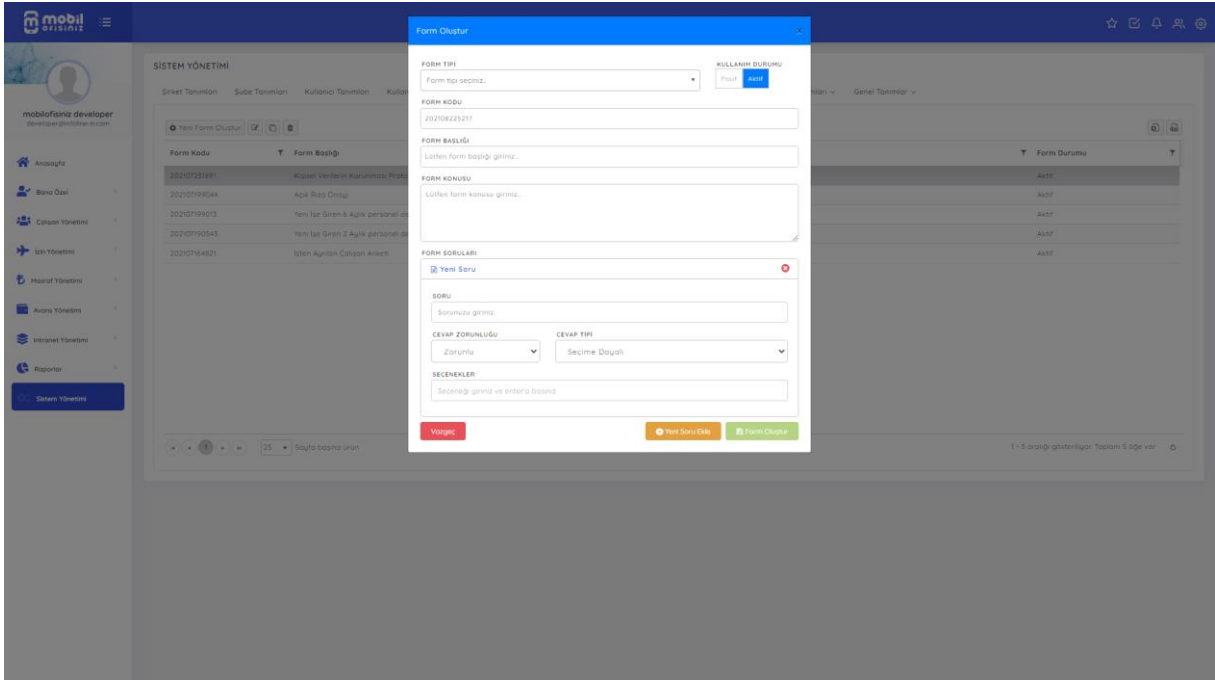 mobil
ofisiniz
Form Oluştur
×
SİSTEM YÖNETİMİ
Şirket Tanımları Şube Tanımları Kullanıcı Tanımları Genel Tanımlar
mobilofisiniz developer
Anasayfa
Bana Özel
Çalışan Yönetimi
İzin Yönetimi
Masraf Yönetimi
Avans Yönetimi
Intranet Yönetimi
Raporlar
Sistem Yönetimi
Yeni Form Oluştur
Form Kodu Form Başlığı Form Durumu
202107231891 Kişisel Verilerin Korunması Aktif
202107199044 Açık Rıza Onayı Aktif
202107199013 Yeni İşe Giren 6 Aylık personel Aktif
202107190545 Yeni İşe Giren 2 Aylık personel Aktif
202107164621 İşten Ayrılan Çalışan Anketi Aktif
FORM TİPİ KULLANIM DURUMU
Form tipi seçiniz.. Pasif Aktif
FORM KODU
202108225217
FORM BAŞLIĞI
Lütfen form başlığı giriniz..
FORM KONUSU
Lütfen form konusu giriniz..
FORM SORULARI
Yeni Soru
SORU
Sorunuzu giriniz.
CEVAP ZORUNLUĞU CEVAP TİPİ
Zorunlu Seçime Dayalı
SEÇENEKLER
Seçeneği giriniz ve enter'a basınız.
Vazgeç Yeni Soru Ekle Form Oluştur
1 25 Sayfa başına ürün 1 - 5 aralığı gösteriliyor. Toplam 5 öğe var